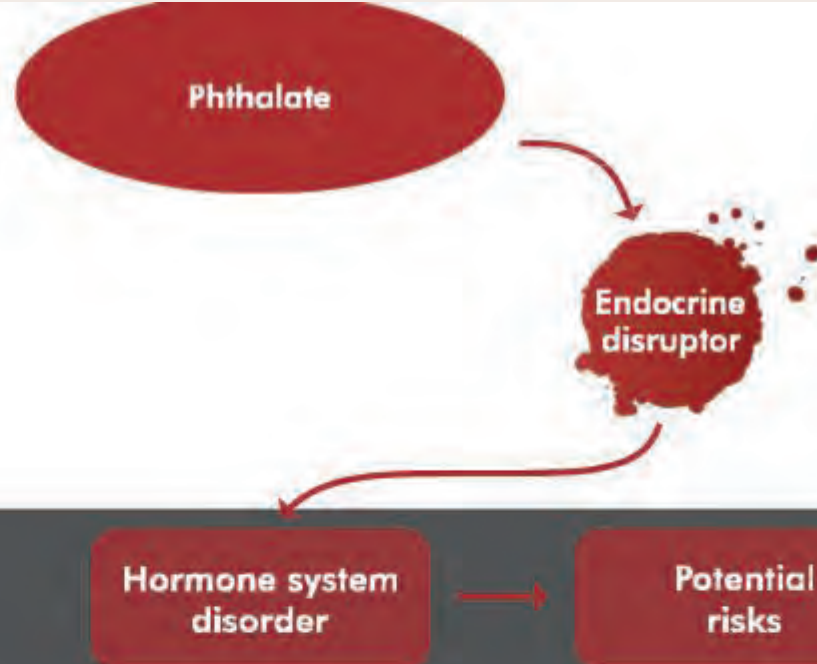 Phthalate
Endocrine
disruptor
Hormone system
disorder
Potential
risks